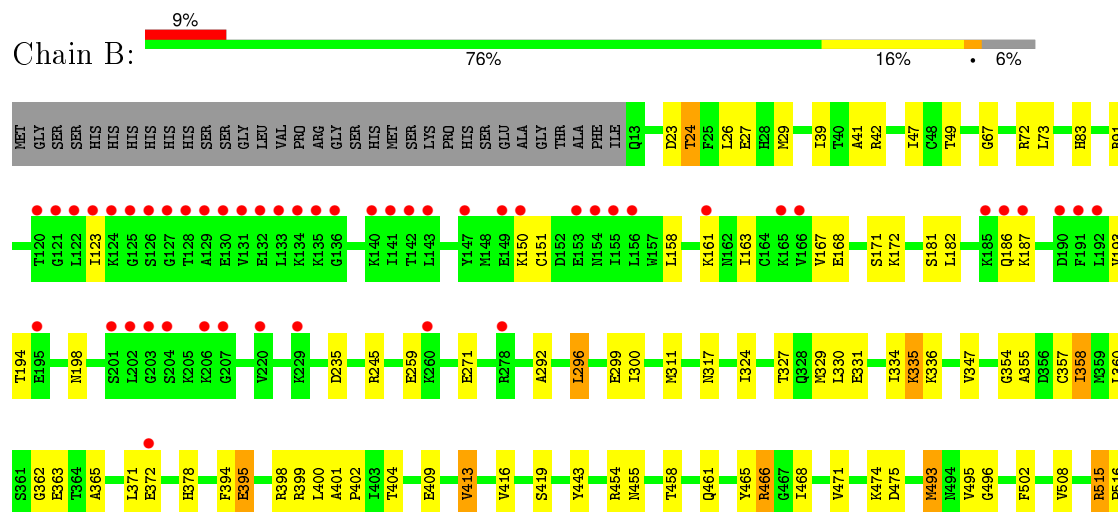 9%
Chain B:
76% 16% • 6%
MET GLY SER SER HIS HIS HIS HIS HIS HIS SER SER GLY LEU VAL PRO ARG GLY SER HIS MET SER LYS PRO HIS SER GLU ALA GLY THR ALA PHE ILE Q13 D23 T24 F25 L26 E27 H28 M29 I39 T40 A41 R42 I47 C48 T49 G67 R72 L73 H83
T120 G121 L122 I123 K124 G125 S126 G127 T128 A129 E130 V131 E132 L133 K134 K135 G136 K140 I141 T142 L143 Y147 M148 E149 K150 C151 D152 E153 N154 I155 L156 W157 L158 K161 N162 I163 C164 K165 V166 V167 E168 S171 K172 S181 L182 K185 Q186 K187 D190 F191 L192
T194 E195 N198 S201 L202 G203 S204 K205 K206 G207 V220 K229 D235 R245 E259 K260 E271 R278 A292 L296 E299 I300 M311 N317 I324 T327 Q328 M329 L330 E331 I334 K335 K336 V347 G354 A355 D356 C357 I358 M359
S361 G362 E363 T364 A365 L371 E372 H378 F394 E395 R398 R399 L400 A401 P402 I403 T404 E409 V413 V416 S419 Y443 R454 N455 T458 Q461 Y465 R466 G467 I468 V471 K474 D475 M493 N494 V495 G496 F502 V508 R515